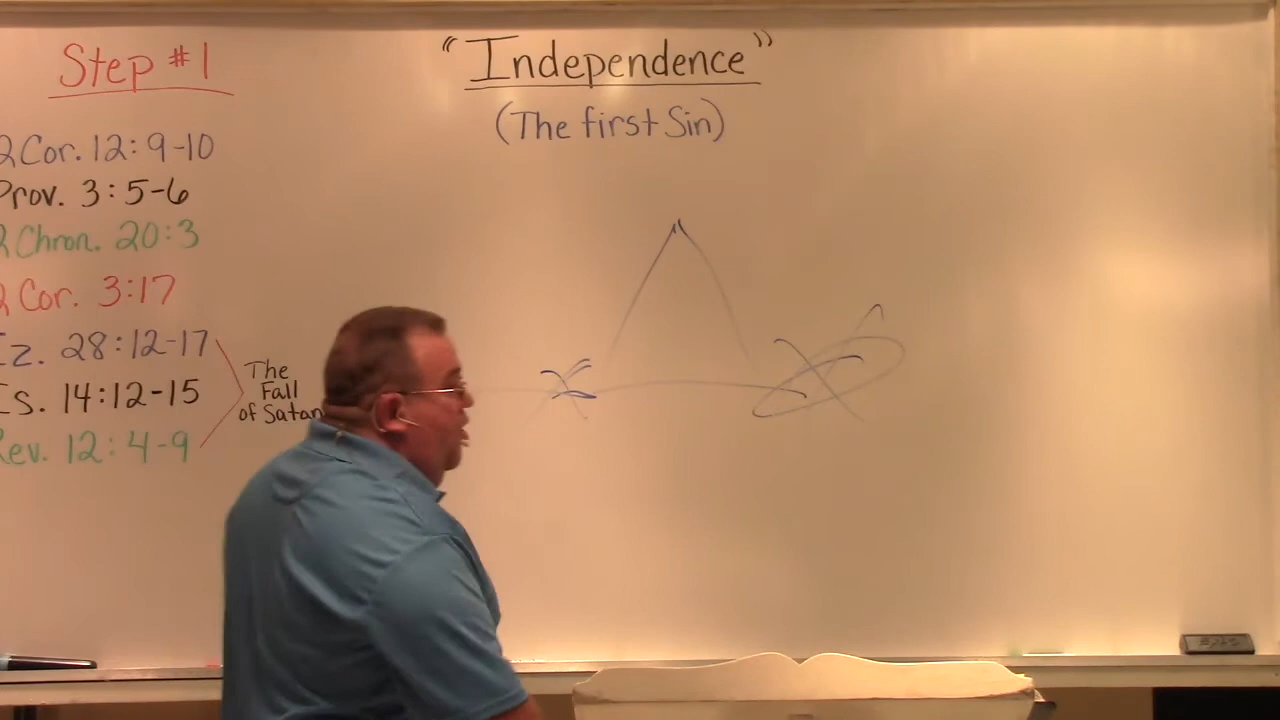 Step #1
"Independence"
(The first Sin)
2 Cor. 12:9-10
Prov. 3:5-6
2 Chron. 20:3
2 Cor. 3:17
Ez. 28:12-17
Is. 14:12-15
Rev. 12:4-9
The
Fall
of Satan